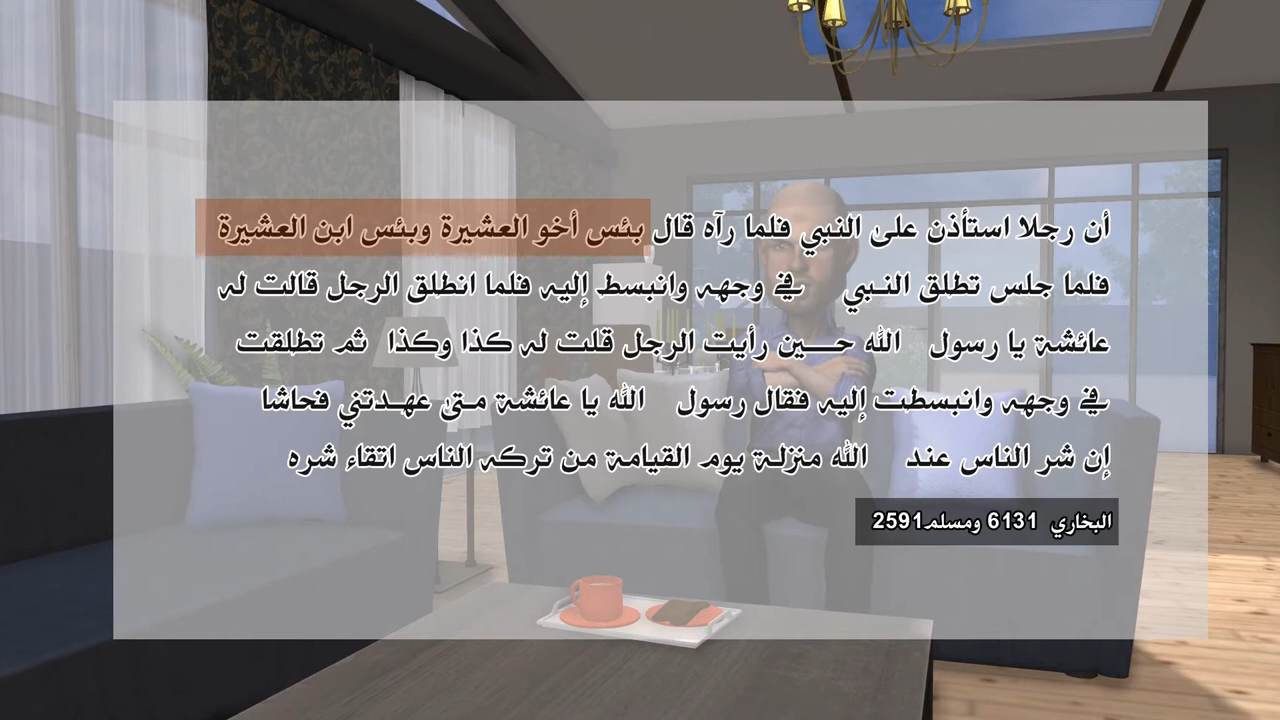 أن رجلا استأذن على النبي فلما رآه قال بئس أخو العشيرة وبئس ابن العشيرة
فلما جلس تطلق النبي في وجهه وانبسط إليه فلما انطلق الرجل قالت له
عائشة يا رسول الله حين رأيت الرجل قلت له كذا وكذا ثم تطلقت
في وجهه وانبسطت إليه فقال رسول الله يا عائشة متى عهدتني فحاشا
إن شر الناس عند الله منزلة يوم القيامة من تركه الناس اتقاء شره
البخاري 6131 ومسلم2591